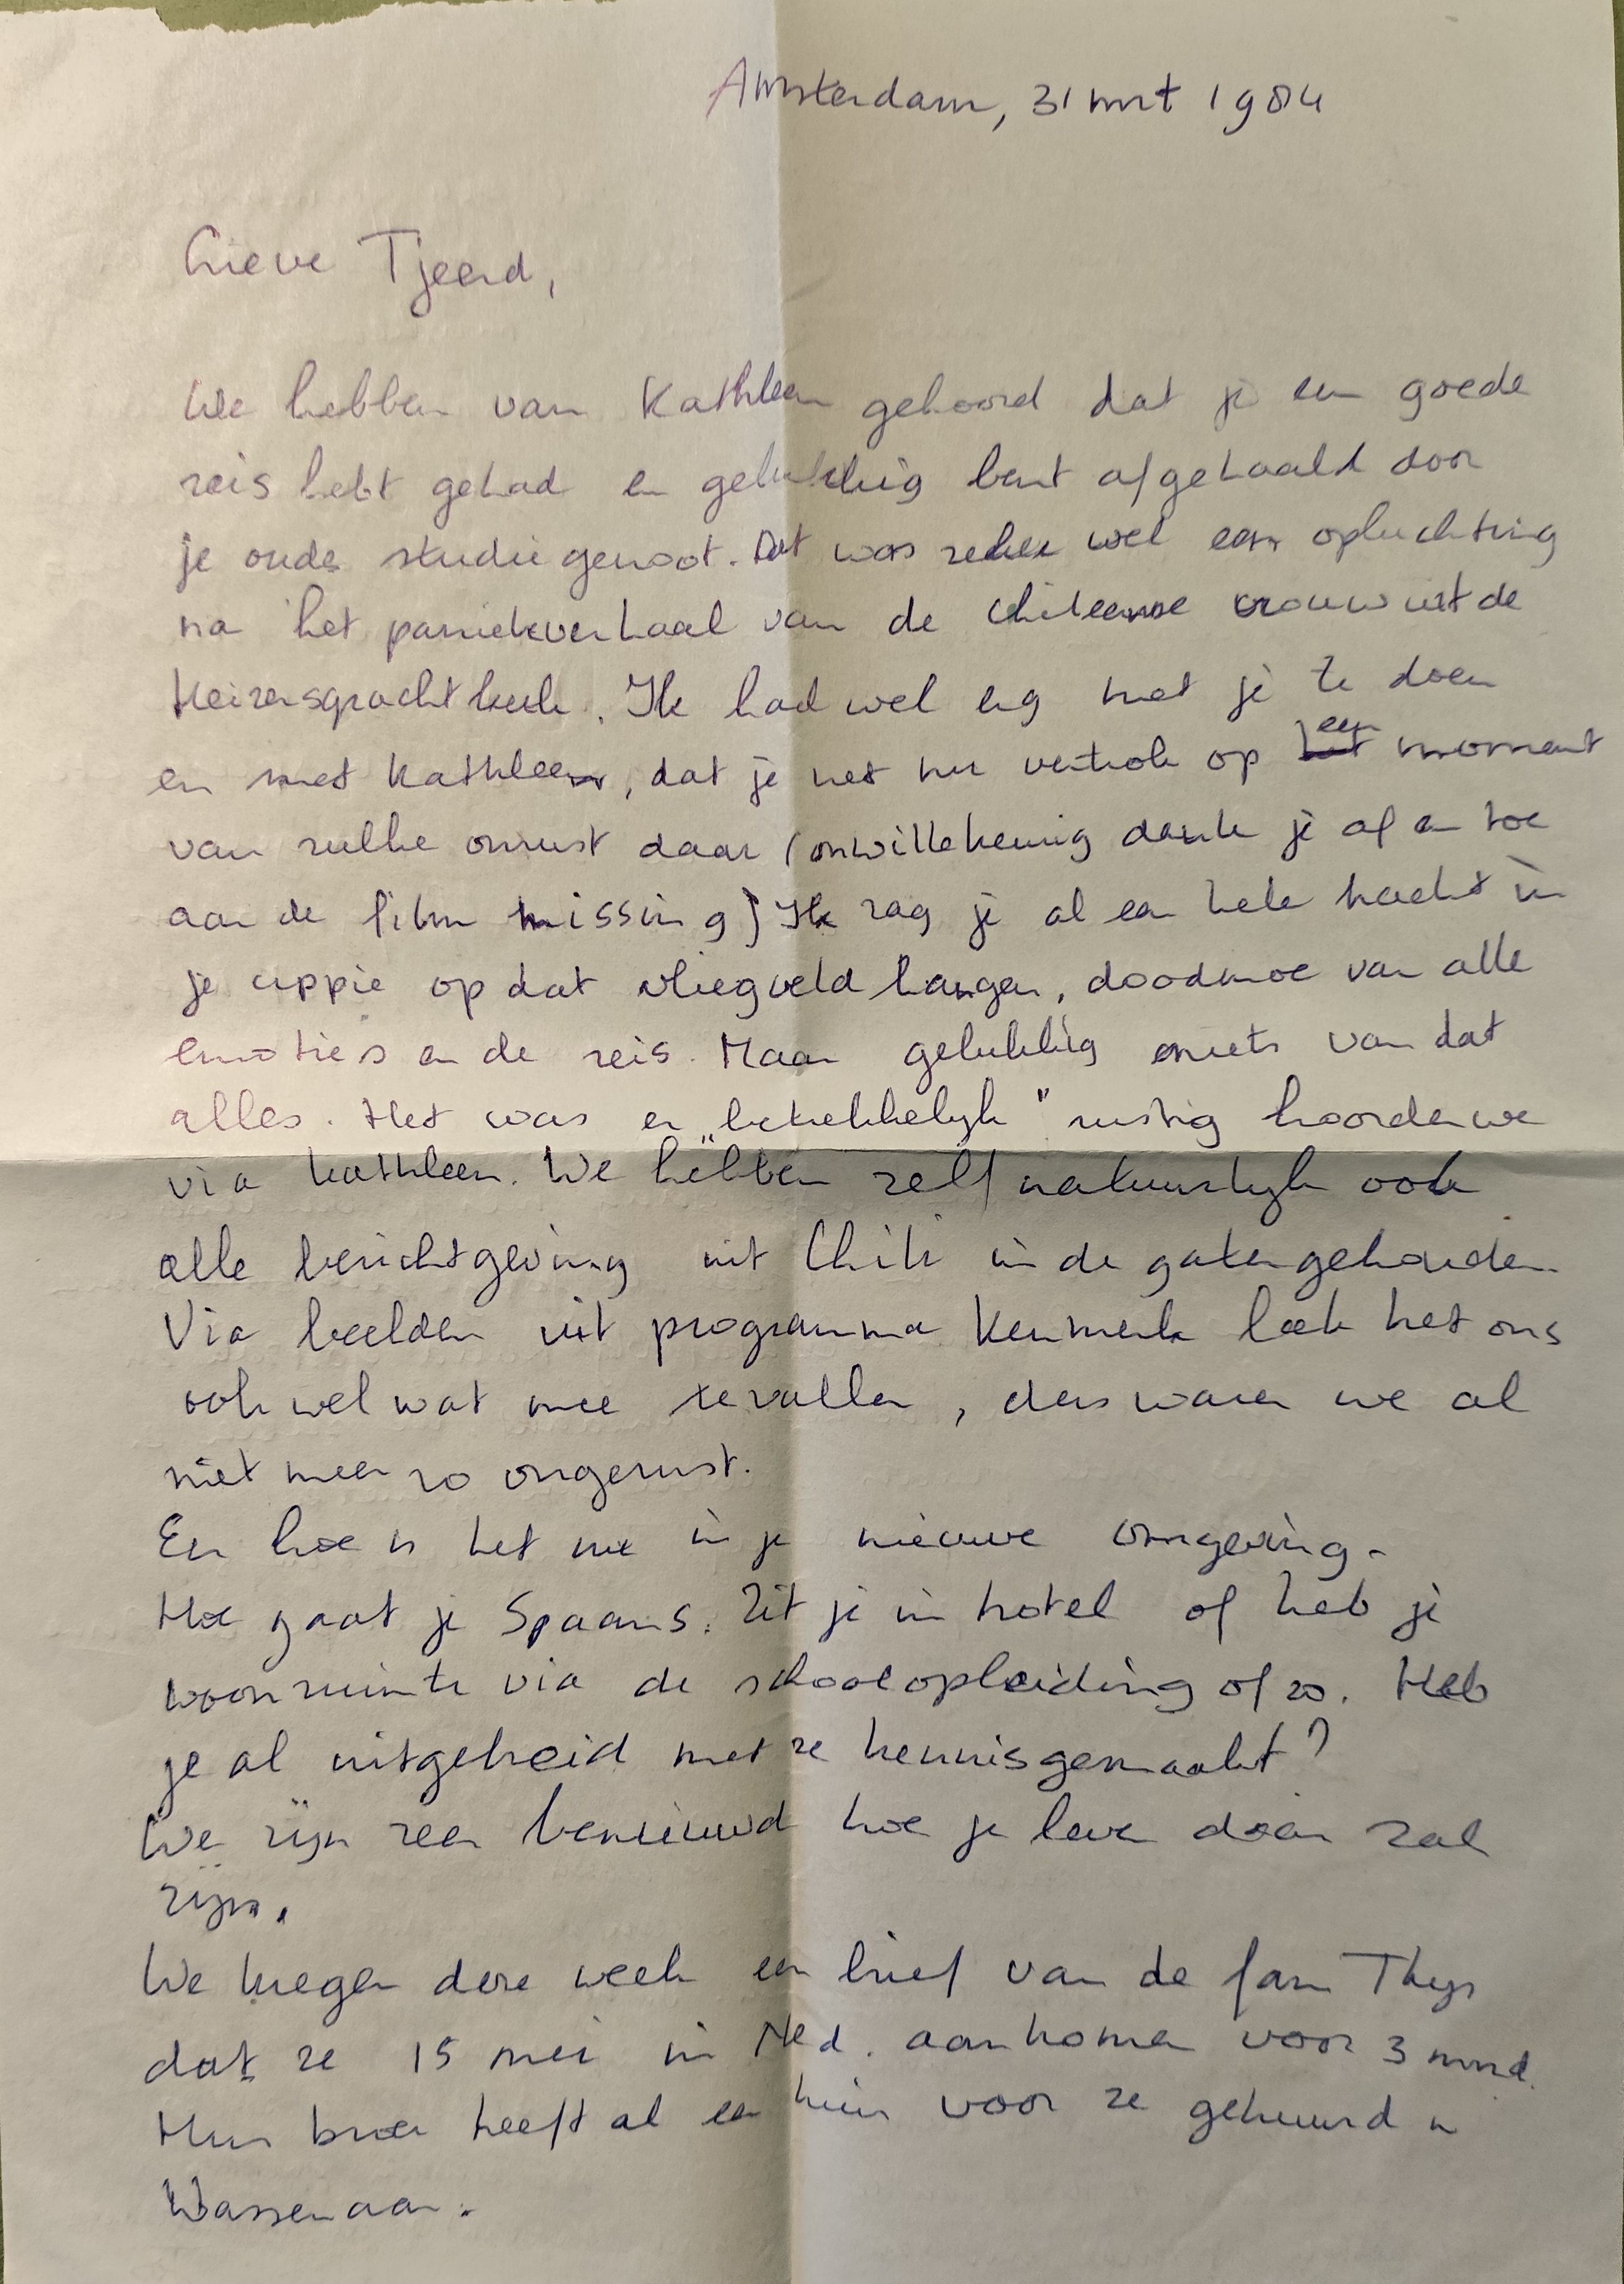 Amsterdam, 31 mrt 1984
Lieve Tjeerd,
We hebben van Kathleen gehoord dat je een goede
reis hebt gehad en gelukkig bent afgehaald door
je oude studiegenoot. Dat was zeker wel een opluchting
na het paniekverhaal van de Chileense vrouw uit de
Keizersgrachtkerk. Ik had wel erg met je te doen
en met Kathleen, dat je net nu vertrok op een moment
van zulke onrust daar (onwillekeurig denk je af en toe
aan de film missing) Ik zag je al een hele nacht in
je uppie op dat vliegveld hangen, doodmoe van alle
emoties en de reis. Maar gelukkig niets van dat
alles. Het was er „betrekkelijk" rustig hoorden we
via Kathleen. We hebben zelf natuurlijk ook
alle berichtgeving uit Chili in de gaten gehouden.
Via beelden uit programma Kenmerk leek het ons
ook wel wat mee te vallen, dus waren we al
niet meer zo ongerust.
En hoe is het nu in je nieuwe omgeving.
Hoe gaat je Spaans. Zit je in hotel of heb je
woonruimte via de schoolopleiding of zo. Heb
je al uitgebreid met ze kennisgemaakt?
We zijn zeer benieuwd hoe je leven daar zal
zijn.
We kregen deze week een brief van de fam Thijs
dat ze 15 mei in Ned. aankomen voor 3 mnd.
Hun broer heeft al een huis voor ze gehuurd in
Wassenaar.